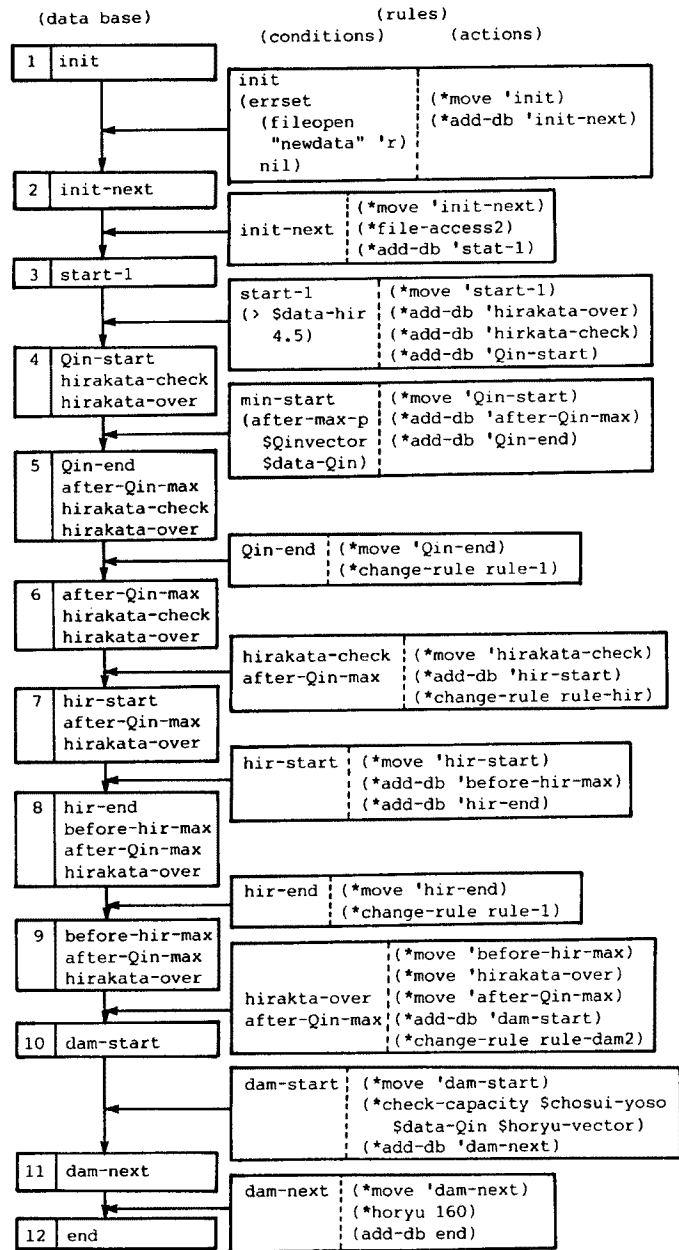 (data base)
(rules)
(conditions) (actions)
1 init
init
(errset
(fileopen
"newdata" 'r)
nil)
(*move 'init)
(*add-db 'init-next)
2 init-next
init-next
(*move 'init-next)
(*file-access2)
(*add-db 'stat-1)
3 start-1
start-1
(> $data-hir
4.5)
(*move 'start-1)
(*add-db 'hirakata-over)
(*add-db 'hirkata-check)
(*add-db 'Qin-start)
4 Qin-start
hirakata-check
hirakata-over
min-start
(after-max-p
$Qinvector
$data-Qin)
(*move 'Qin-start)
(*add-db 'after-Qin-max)
(*add-db 'Qin-end)
5 Qin-end
after-Qin-max
hirakata-check
hirakata-over
Qin-end
(*move 'Qin-end)
(*change-rule rule-1)
6 after-Qin-max
hirakata-check
hirakata-over
hirakata-check
after-Qin-max
(*move 'hirakata-check)
(*add-db 'hir-start)
(*change-rule rule-hir)
7 hir-start
after-Qin-max
hirakata-over
hir-start
(*move 'hir-start)
(*add-db 'before-hir-max)
(*add-db 'hir-end)
8 hir-end
before-hir-max
after-Qin-max
hirakata-over
hir-end
(*move 'hir-end)
(*change-rule rule-1)
9 before-hir-max
after-Qin-max
hirakata-over
hirakta-over
after-Qin-max
(*move 'before-hir-max)
(*move 'hirakata-over)
(*move 'after-Qin-max)
(*add-db 'dam-start)
(*change-rule rule-dam2)
10 dam-start
dam-start
(*move 'dam-start)
(*check-capacity $chosui-yoso
$data-Qin $horyu-vector)
(*add-db 'dam-next)
11 dam-next
dam-next
(*move 'dam-next)
(*horyu 160)
(add-db end)
12 end